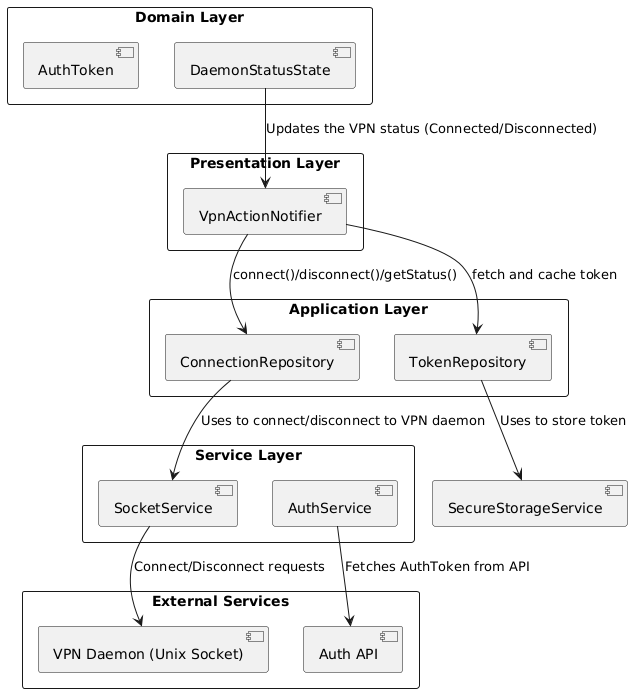 Domain Layer
AuthToken
DaemonStatusState
Updates the VPN status (Connected/Disconnected)
Presentation Layer
VpnActionNotifier
connect()/disconnect()/getStatus()
fetch and cache token
Application Layer
ConnectionRepository
TokenRepository
Uses to connect/disconnect to VPN daemon
Uses to store token
Service Layer
SocketService
AuthService
SecureStorageService
Connect/Disconnect requests
Fetches AuthToken from API
External Services
VPN Daemon (Unix Socket)
Auth API